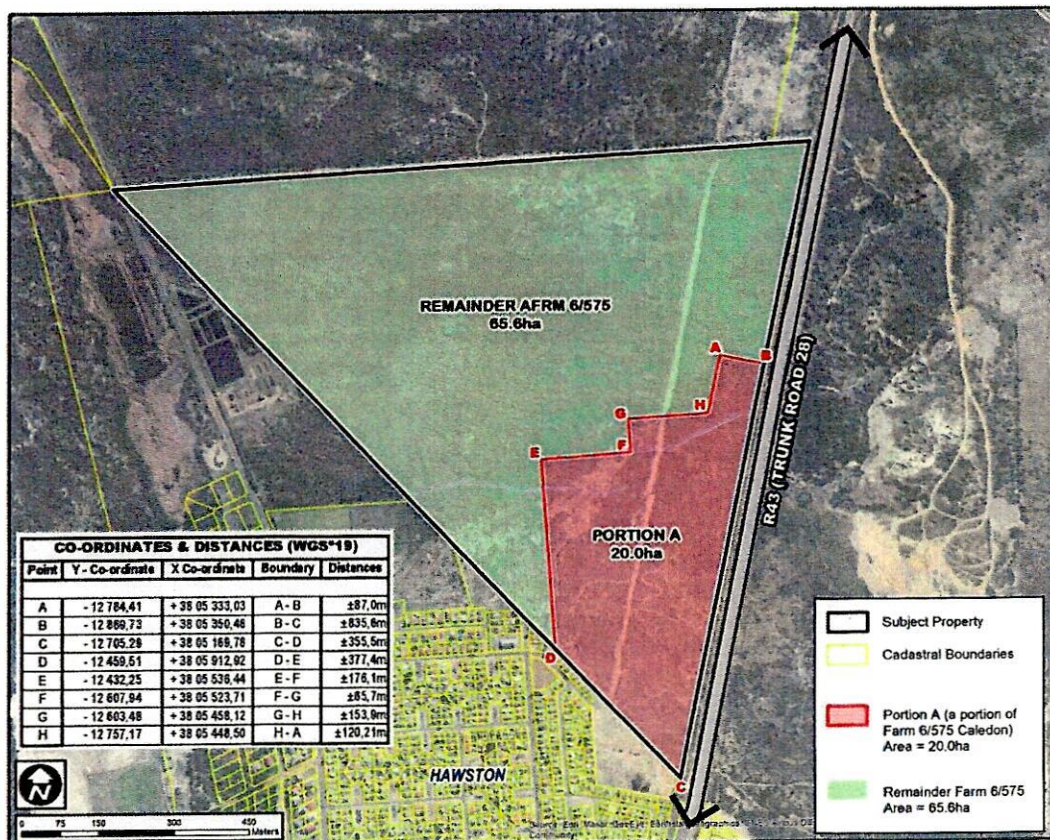 REMAINDER AFRM 6/575
65.6ha
A
B
H
G
F
E
R43 (TRUNK ROAD 28)
PORTION A
20.0ha
D
C
HAWSTON
CO-ORDINATES & DISTANCES (WGS°19)
Point Y - Co-ordinate X Co-ordinate Boundary Distances
A - 12 784,41 + 38 05 333,03 A - B ±87,0m
B - 12 869,73 + 38 05 350,46 B - C ±835,6m
C - 12 705,29 + 38 05 169,78 C - D ±355,5m
D - 12 459,51 + 38 05 912,92 D - E ±377,4m
E - 12 432,25 + 38 05 536,44 E - F ±176,1m
F - 12 607,94 + 38 05 523,71 F - G ±65,7m
G - 12 603,48 + 38 05 458,12 G - H ±153,9m
H - 12 757,17 + 38 05 448,50 H - A ±120,21m
N
0 75 150 300 450
Meters
Subject Property
Cadastral Boundaries
Portion A (a portion of
Farm 6/575 Caledon)
Area = 20.0ha
Remainder Farm 6/575
Area = 65.6ha
Source: Esri
Community